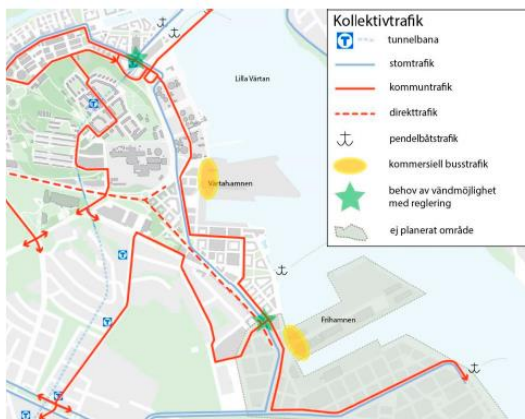 Kollektivtrafik
tunnelbana
stomtrafik
kommuntrafik
direkttrafik
pendelbåtstrafik
kommersiell busstrafik
behov av vändmöjlighet
med reglering
ej planerat område
Lilla Värtan
Värtahamnen
Frihamnen